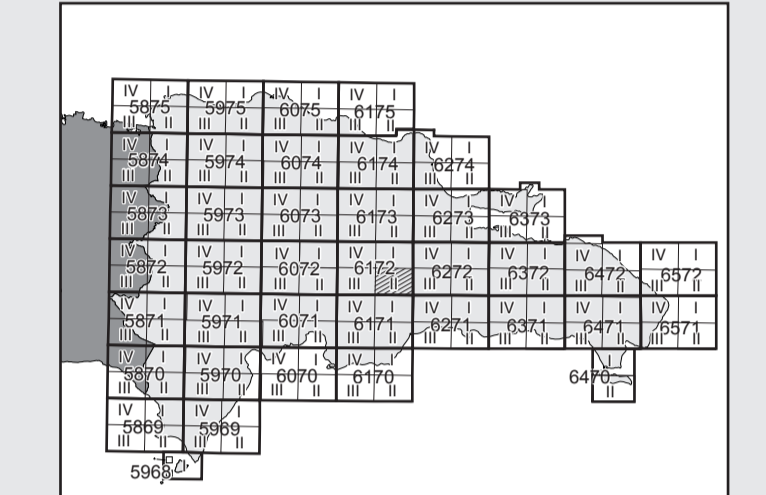 IV I IV I IV I IV I
5875 5975 6075 6175
III II III II III II III II
IV I IV I IV I IV I IV I
5874 5974 6074 6174 6274
III II III II III II III II III II
IV I IV I IV I IV I IV I IV I
5873 5973 6073 6173 6273 6373
III II III II III II III II III II III II
IV I IV I IV I IV I IV I IV I IV I IV I
5872 5972 6072 6172 6272 6372 6472 6572
III II III II III II III II III II III II III II III II
IV I IV I IV I IV I IV I IV I IV I IV I
5871 5971 6071 6171 6271 6371 6471 6571
III II III II III II III II III II III II III II III II
IV I IV I IV I IV I I
5870 5970 6070 6170 6470
III II III II III II III II II
IV I IV I
5869 5969
III II III II
5968 I